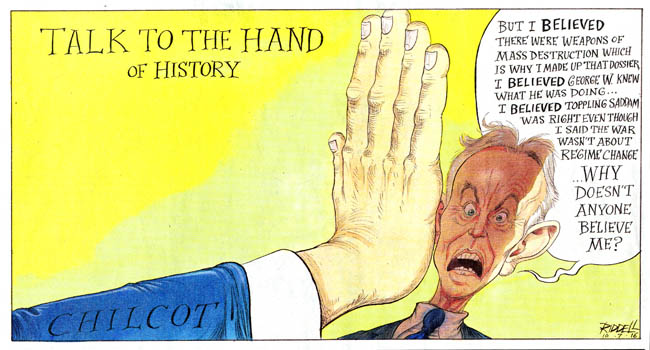 TALK TO THE HAND
OF HISTORY
BUT I BELIEVED
THERE WERE WEAPONS OF
MASS DESTRUCTION WHICH
IS WHY I MADE UP THAT DOSSIER,
I BELIEVED GEORGE W. KNEW
WHAT HE WAS DOING...
I BELIEVED TOPPLING SADDAM
WAS RIGHT EVEN THOUGH
I SAID THE WAR
WASN'T ABOUT
REGIME CHANGE
...WHY
DOESN'T
ANYONE
BELIEVE
ME?
CHILCOT
RIDDELL
10.7.16